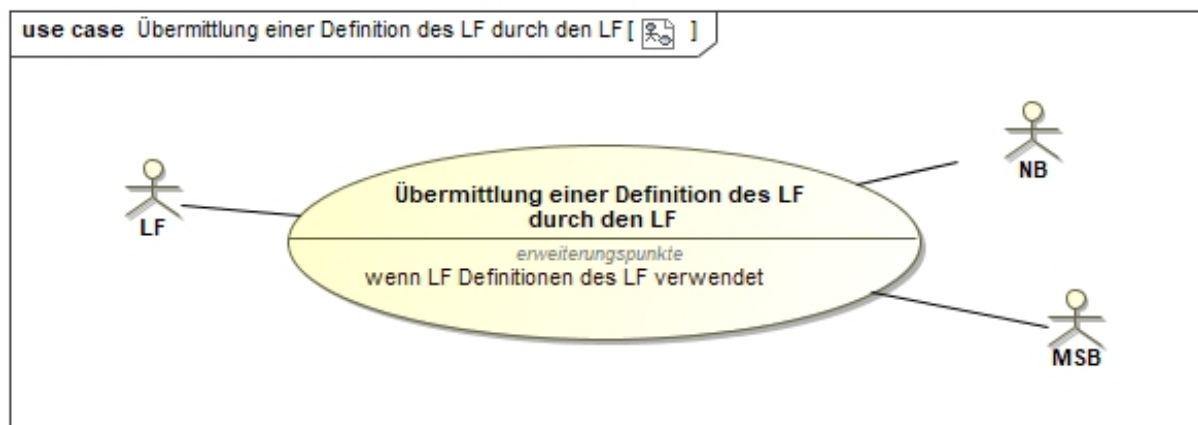 use case Übermittlung einer Definition des LF durch den LF [ ]
NB
Übermittlung einer Definition des LF
durch den LF
LF
erweiterungspunkte
wenn LF Definitionen des LF verwendet
MSB